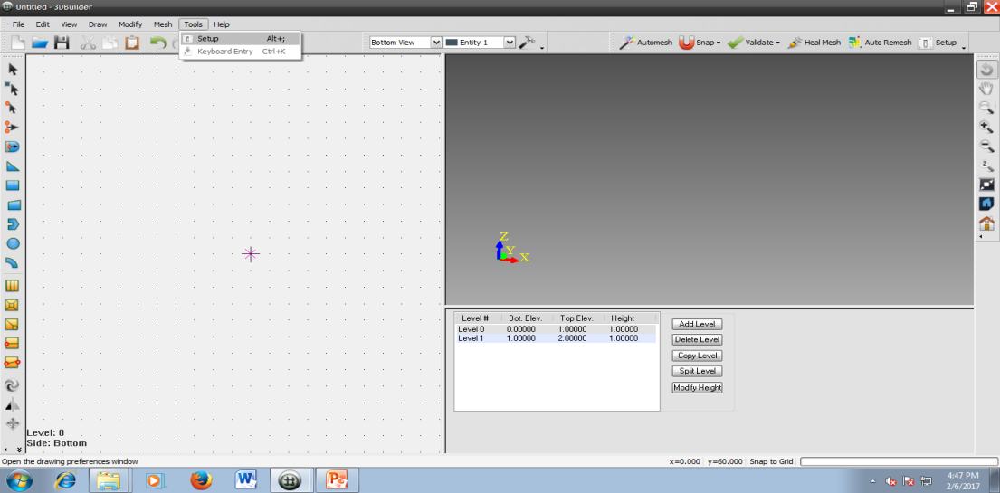 Untitled - 3DBuilder
File Edit View Draw Modify Mesh Tools Help
Setup Alt+;
Keyboard Entry Ctrl+K
Bottom View Entity 1 Automesh Snap Validate Heal Mesh Auto Remesh Setup
Z
Y
X
z
Level # Bot. Elev. Top Elev. Height
Level 0 0.00000 1.00000 1.00000
Level 1 1.00000 2.00000 1.00000
Add Level
Delete Level
Copy Level
Split Level
Modify Height
Level: 0
Side: Bottom
Open the drawing preferences window x=0.000 y=60.000 Snap to Grid
4:47 PM
2/6/2017